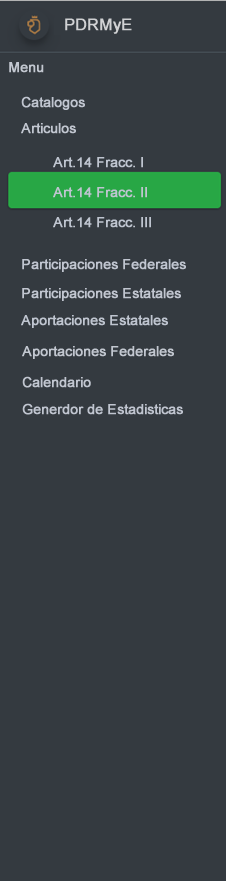 PDRMyE
Menu
Catalogos
Articulos
Art.14 Fracc. I
Art.14 Fracc. II
Art.14 Fracc. III
Participaciones Federales
Participaciones Estatales
Aportaciones Estatales
Aportaciones Federales
Calendario
Generdor de Estadisticas